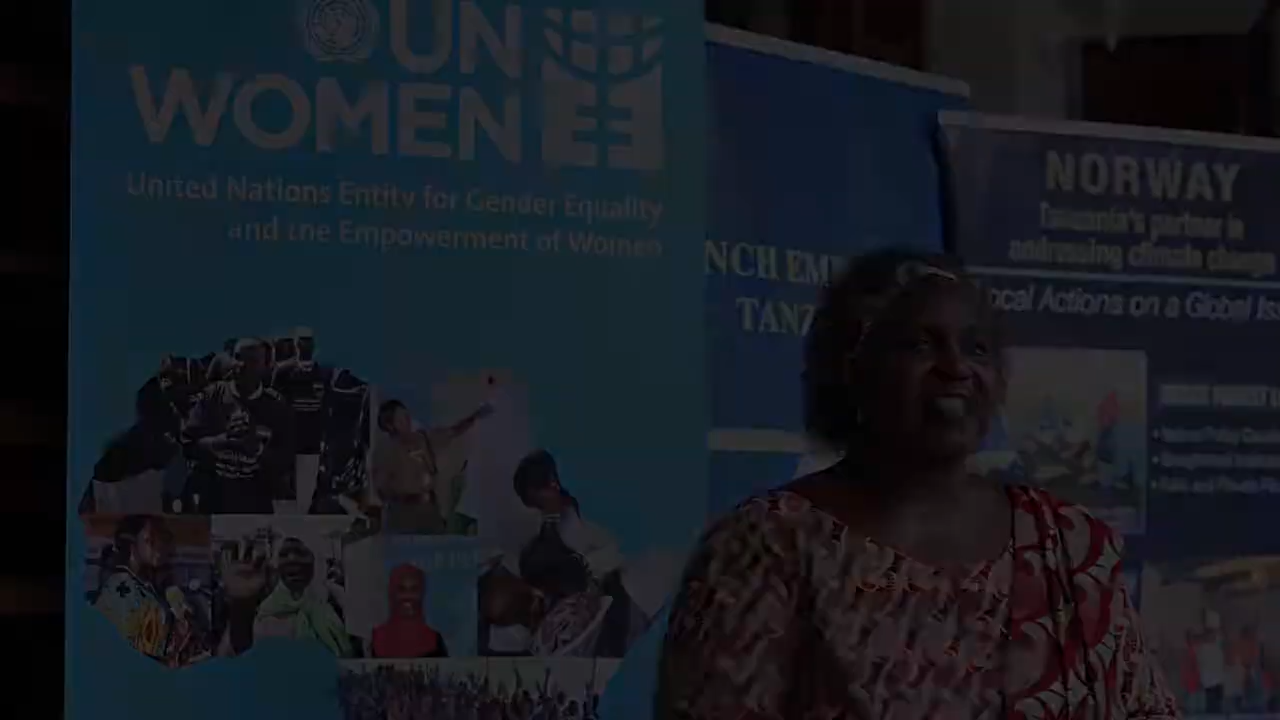 UN
WOMEN
United Nations Entity for Gender Equality
and the Empowerment of Women
NCH EM
TANZ
NORWAY
Tanzania's partner in
addressing climate change
ocal Actions on a Global Is